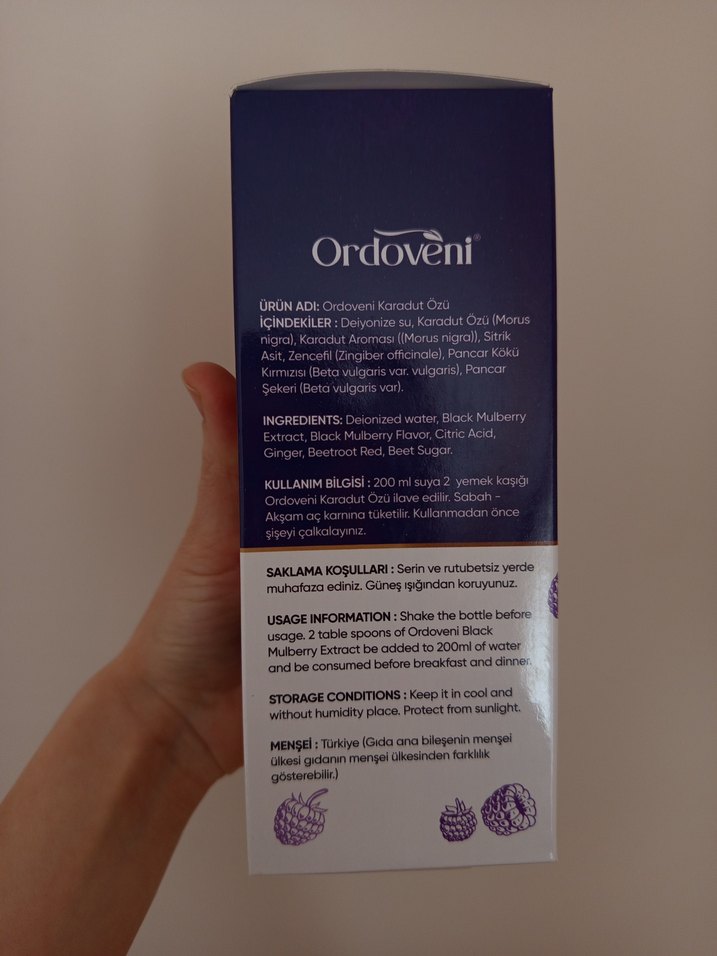 Ordoveni®
ÜRÜN ADI: Ordoveni Karadut Özü
İÇİNDEKİLER : Deiyonize su, Karadut Özü (Morus
nigra), Karadut Aroması ((Morus nigra)), Sitrik
Asit, Zencefil (Zingiber officinale), Pancar Kökü
Kırmızısı (Beta vulgaris var. vulgaris), Pancar
Şekeri (Beta vulgaris var).
INGREDIENTS: Deionized water, Black Mulberry
Extract, Black Mulberry Flavor, Citric Acid,
Ginger, Beetroot Red, Beet Sugar.
KULLANIM BİLGİSİ : 200 ml suya 2 yemek kaşığı
Ordoveni Karadut Özü ilave edilir. Sabah -
Akşam aç karnına tüketilir. Kullanmadan önce
şişeyi çalkalayınız.
SAKLAMA KOŞULLARI : Serin ve rutubetsiz yerde
muhafaza ediniz. Güneş ışığından koruyunuz.
USAGE INFORMATION : Shake the bottle before
usage. 2 table spoons of Ordoveni Black
Mulberry Extract be added to 200ml of water
and be consumed before breakfast and dinner.
STORAGE CONDITIONS : Keep it in cool and
without humidity place. Protect from sunlight.
MENŞEİ : Türkiye (Gıda ana bileşenin menşei
ülkesi gıdanın menşei ülkesinden farklılık
gösterebilir.)